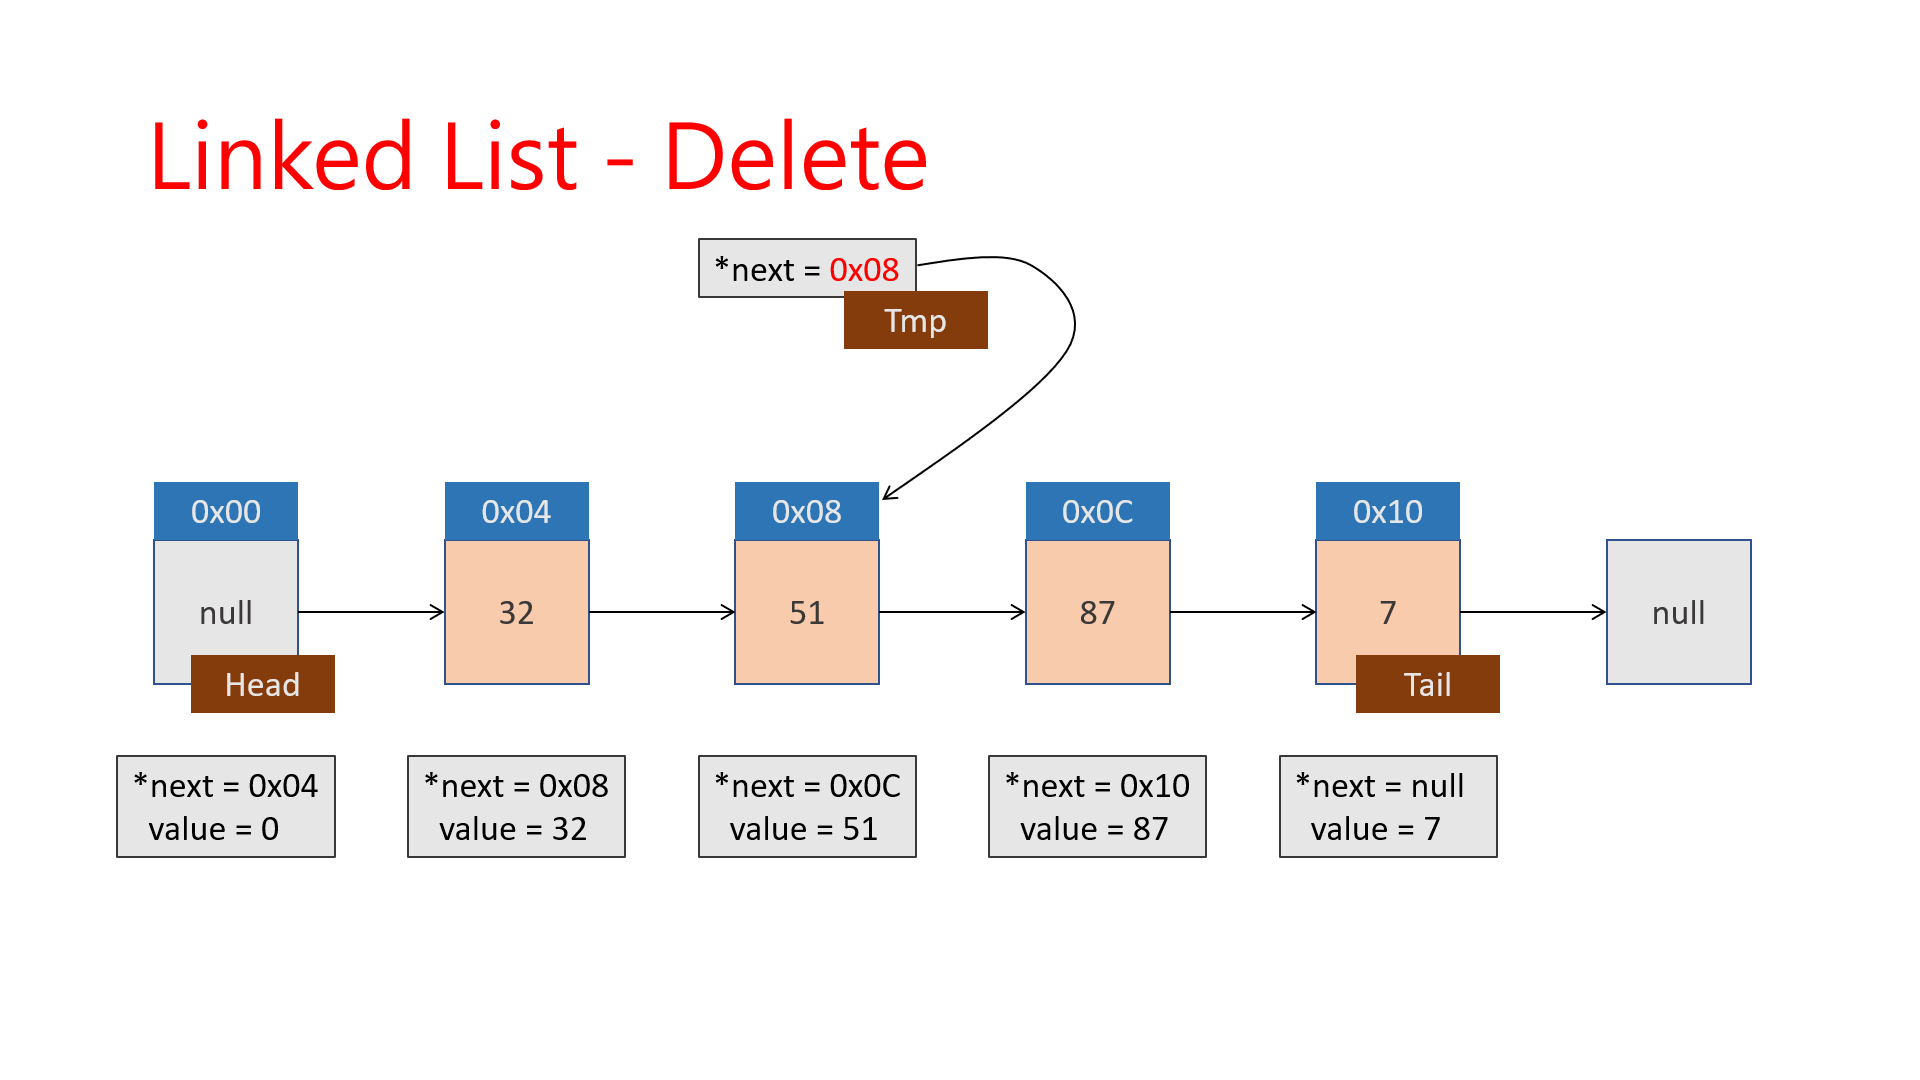 Linked List - Delete
*next = 0x08
Tmp
0x00
0x04
0x08
0x0C
0x10
null
32
51
87
7
null
Head
Tail
*next = 0x04
value = 0
*next = 0x08
value = 32
*next = 0x0C
value = 51
*next = 0x10
value = 87
*next = null
value = 7